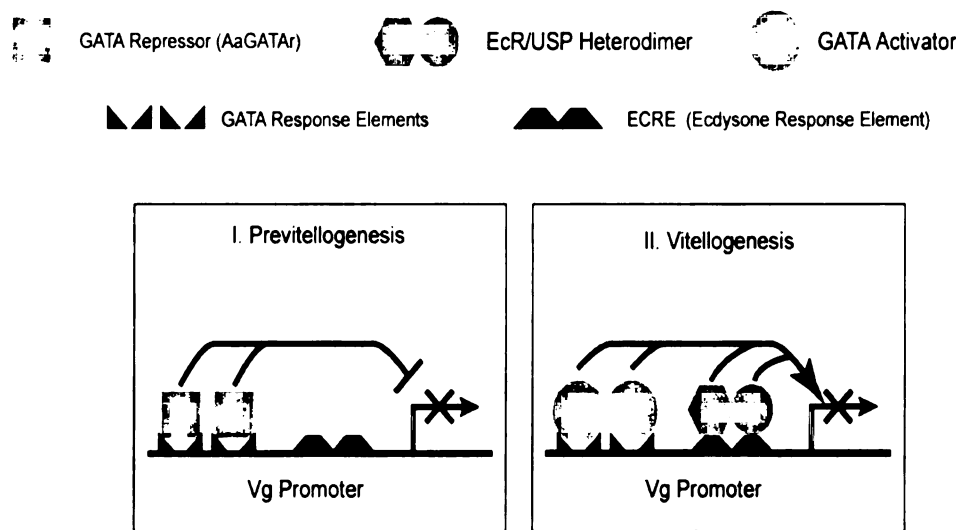 GATA Repressor (AaGATAr)
EcR/USP Heterodimer
GATA Activator
GATA Response Elements
ECRE (Ecdysone Response Element)
I. Previtellogenesis
Vg Promoter
II. Vitellogenesis
Vg Promoter